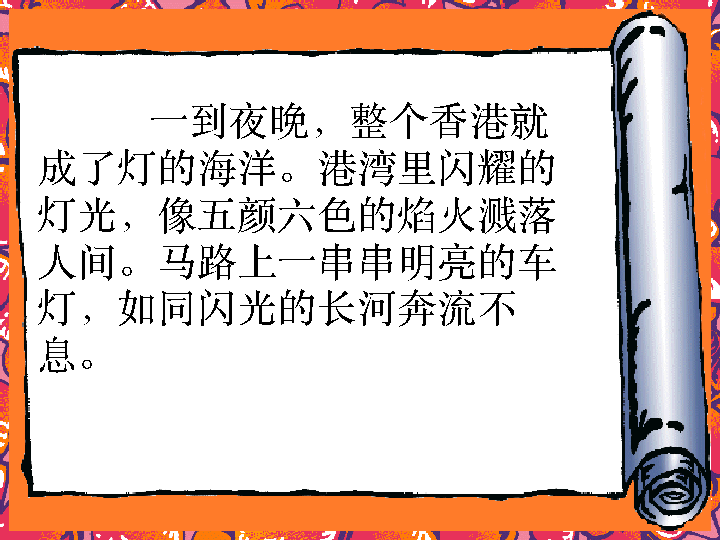 一到夜晚，整个香港就
成了灯的海洋。港湾里闪耀的
灯光，像五颜六色的焰火溅落
人间。马路上一串串明亮的车
灯，如同闪光的长河奔流不
息。